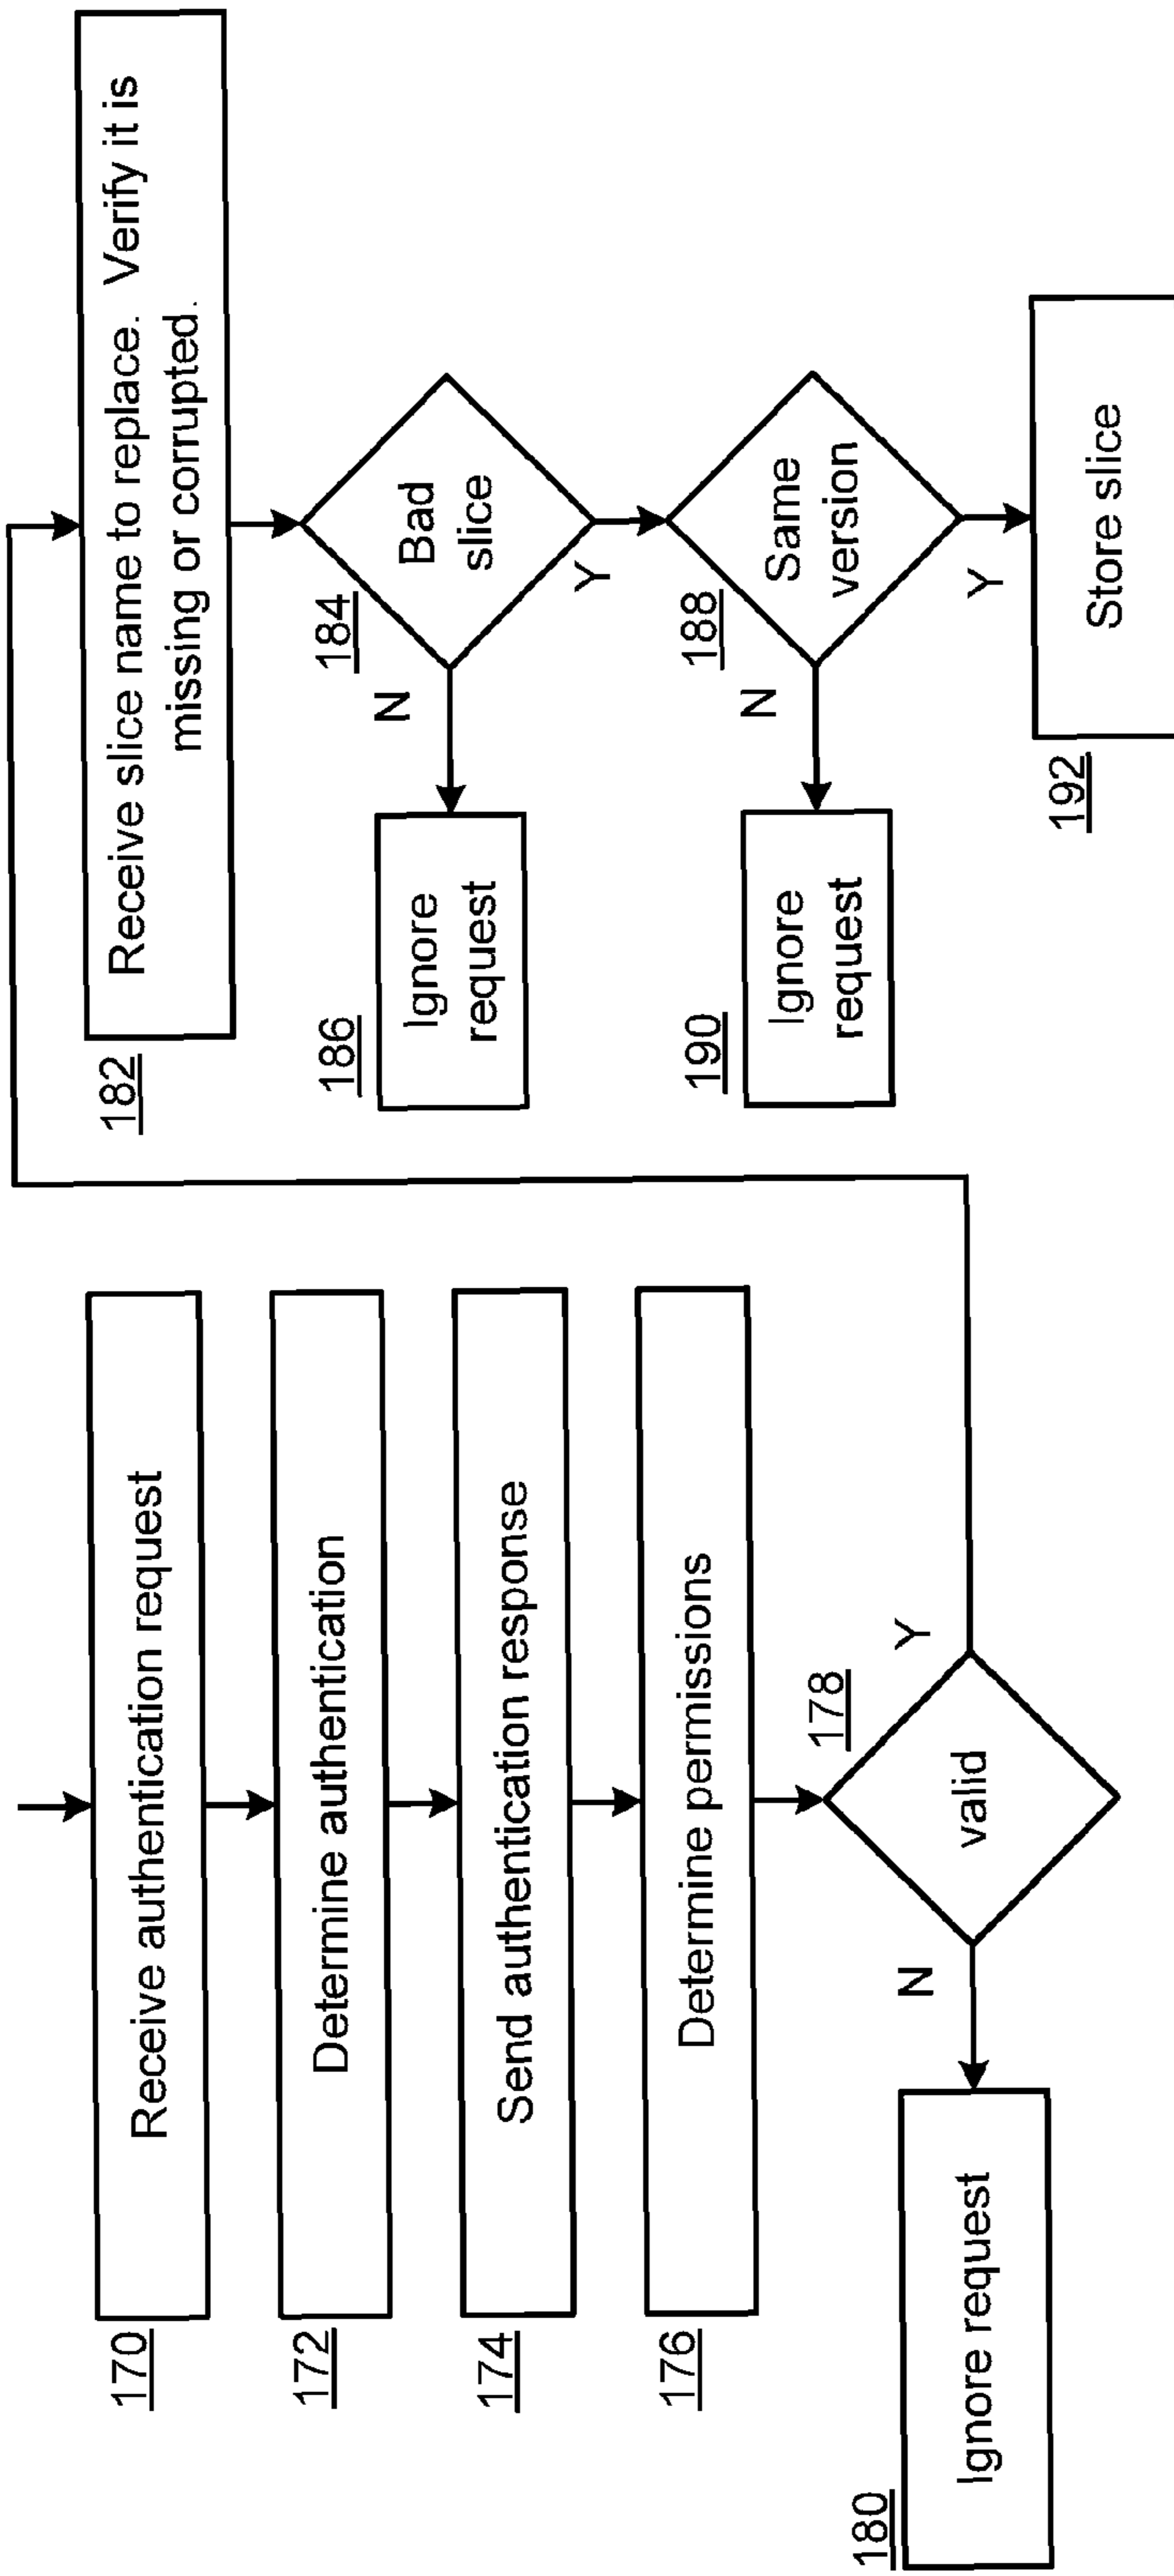 170
Receive authentication request
172
Determine authentication
174
Send authentication response
176
Determine permissions
178
valid
N
Y
180
Ignore request
182
Receive slice name to replace. Verify it is
missing or corrupted.
184
Bad
slice
N
Y
186
Ignore
request
188
Same
version
N
Y
190
Ignore
request
192
Store slice